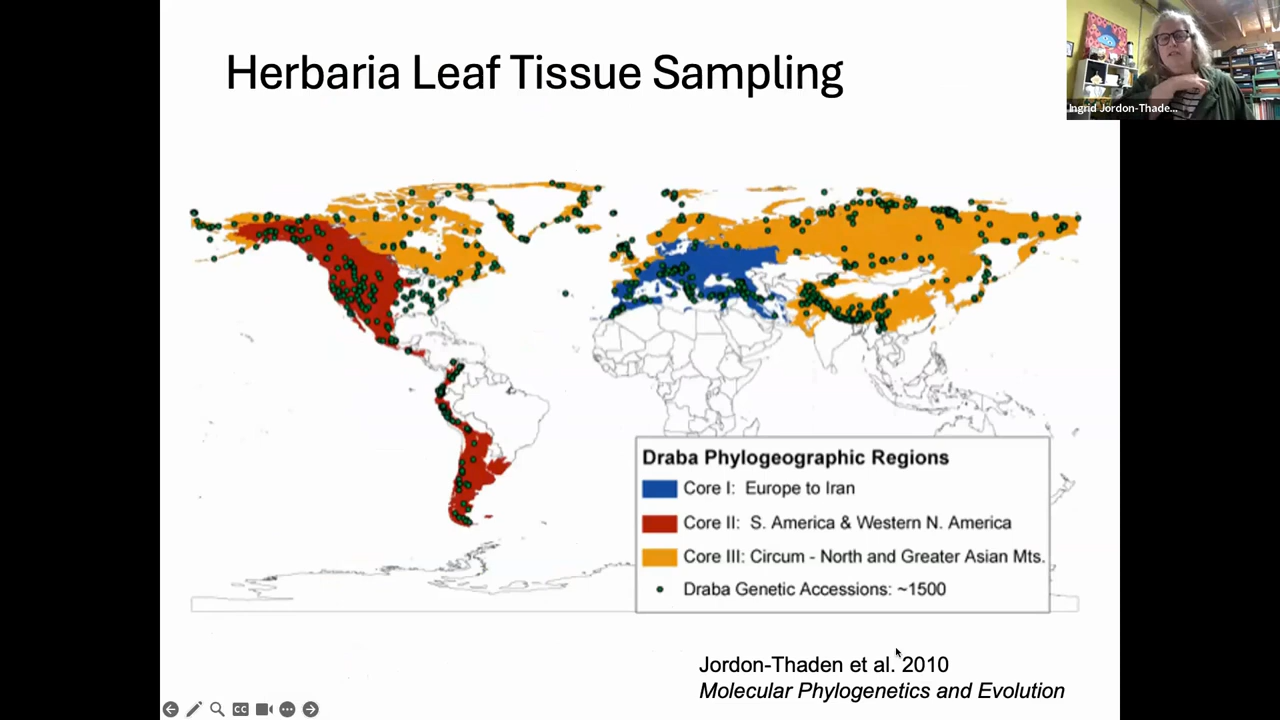 Herbaria Leaf Tissue Sampling
Ingrid Jordon-Thade...
Draba Phylogeographic Regions
Core I: Europe to Iran
Core II: S. America & Western N. America
Core III: Circum - North and Greater Asian Mts.
Draba Genetic Accessions: ~1500
Jordon-Thaden et al. 2010
Molecular Phylogenetics and Evolution
CC